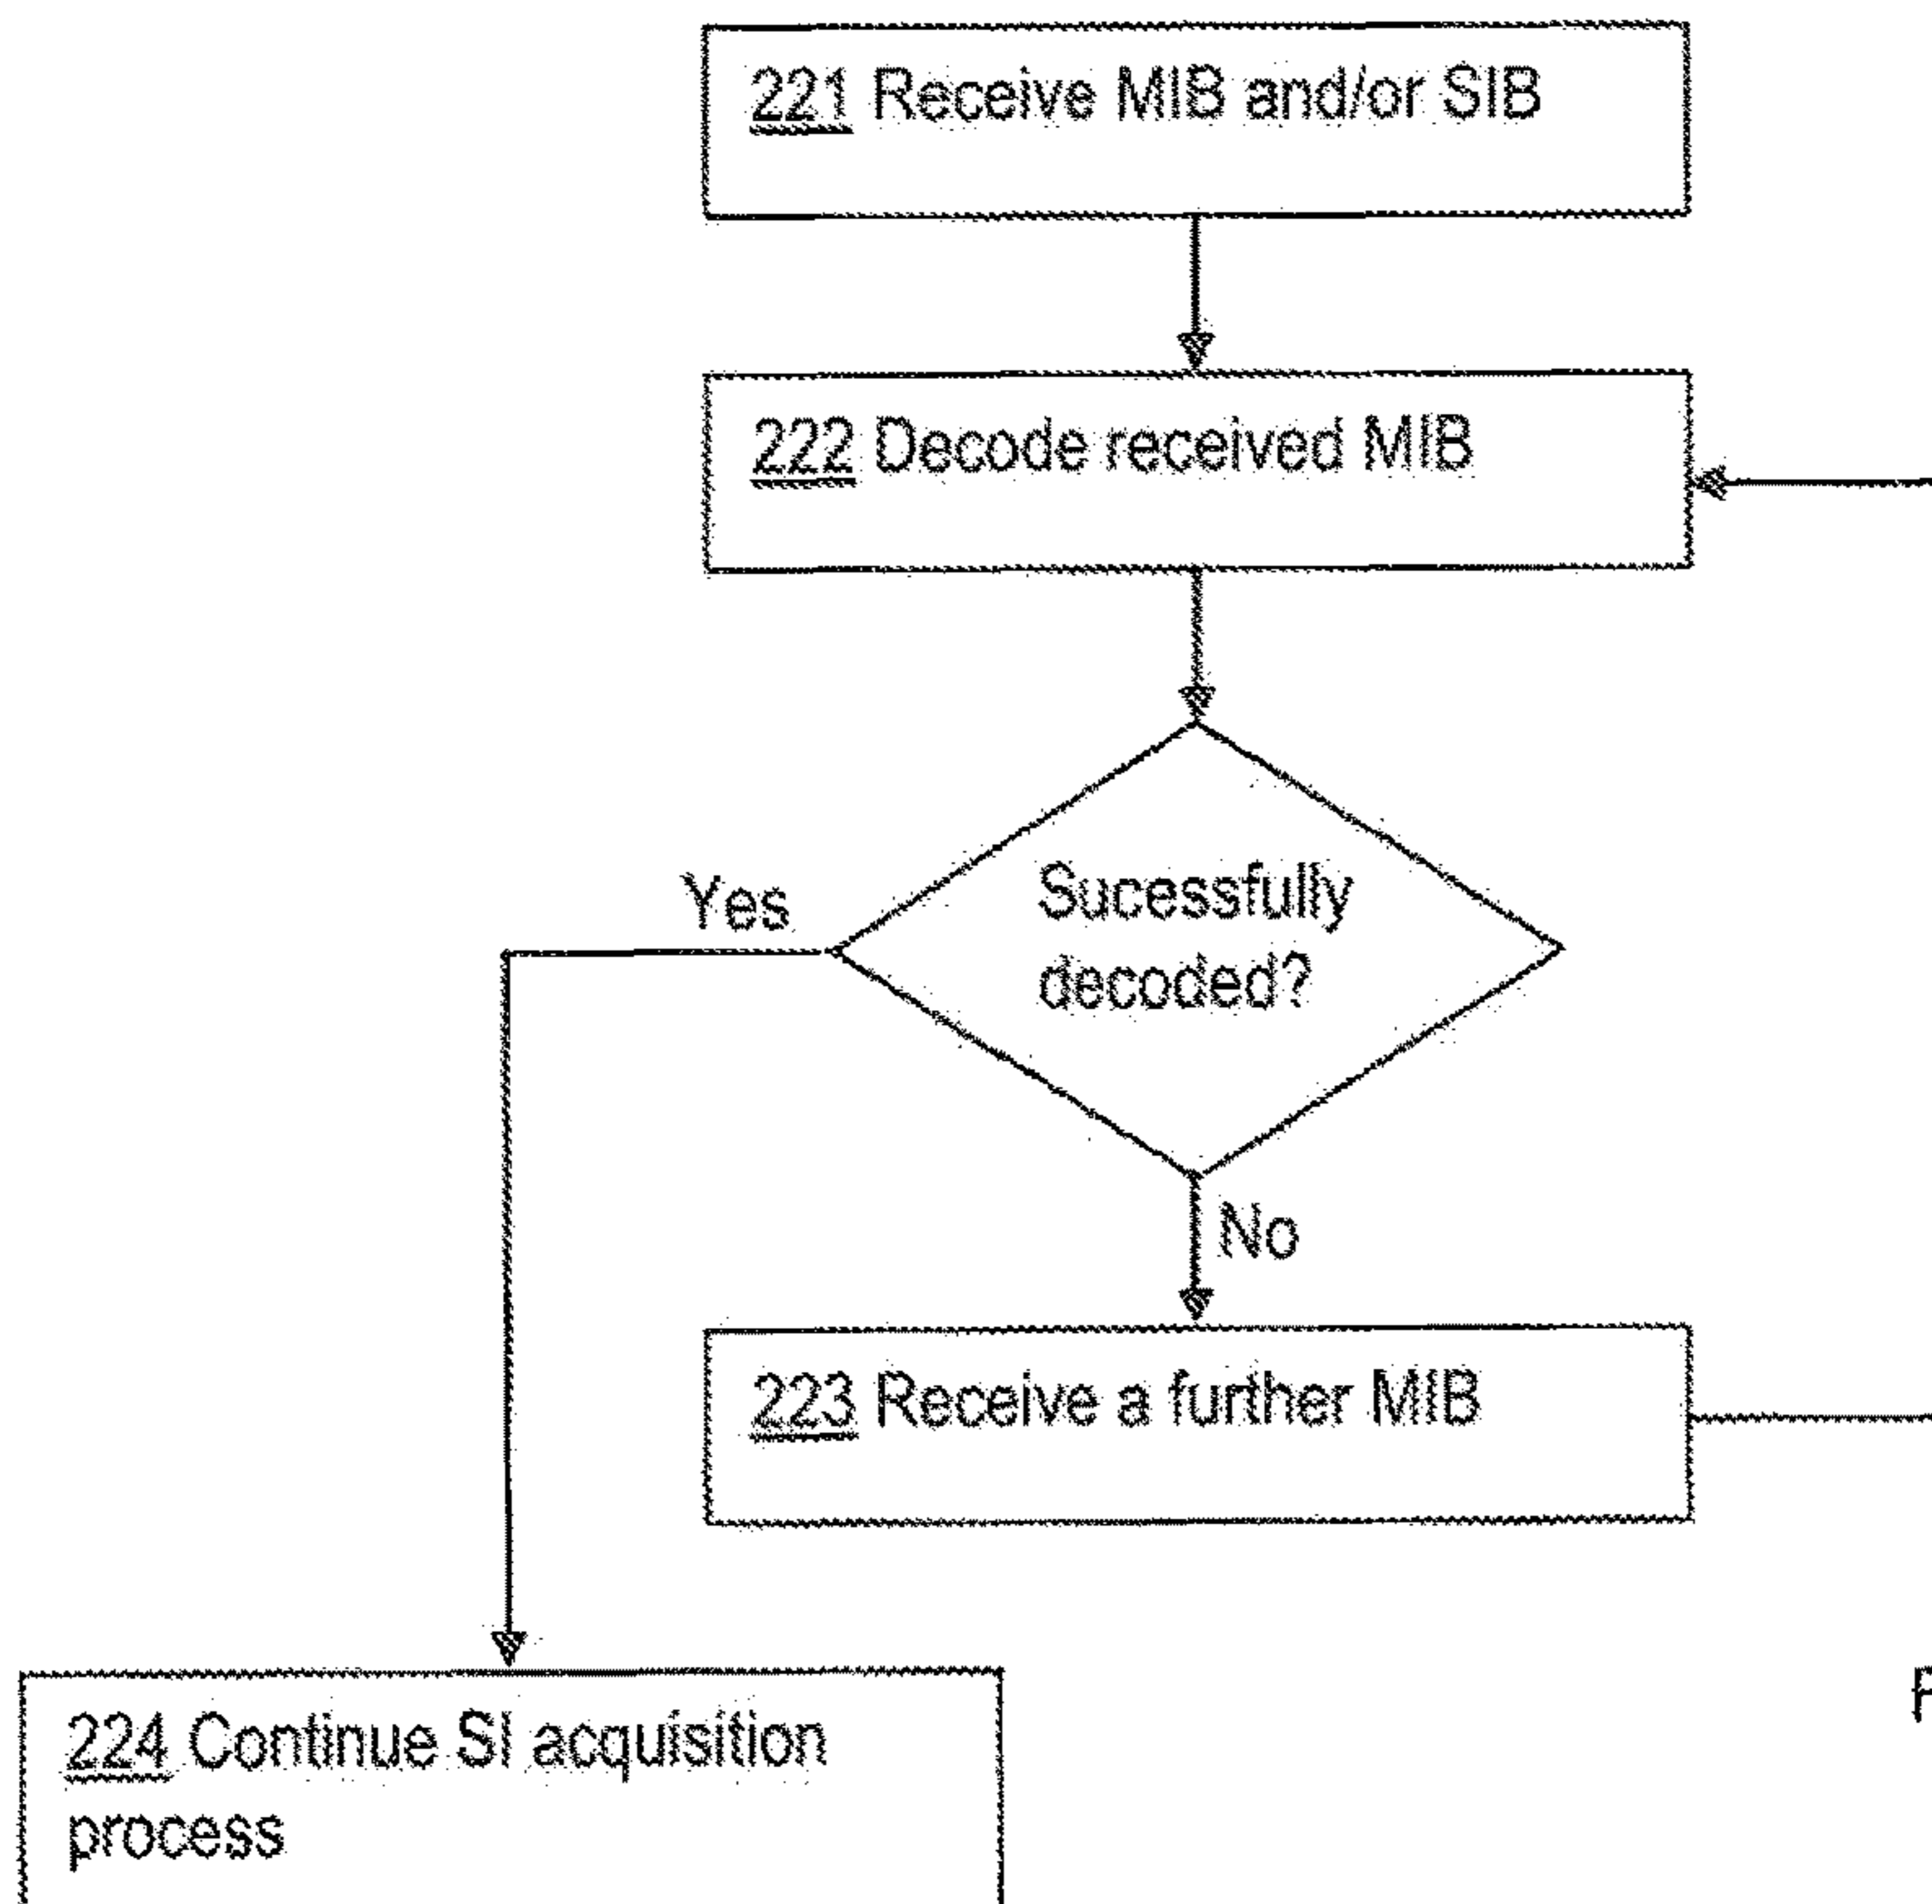 221 Receive MIB and/or SIB
222 Decode received MIB
Yes
Sucessfully
decoded?
No
223 Receive a further MIB
224 Continue SI acquisition
process